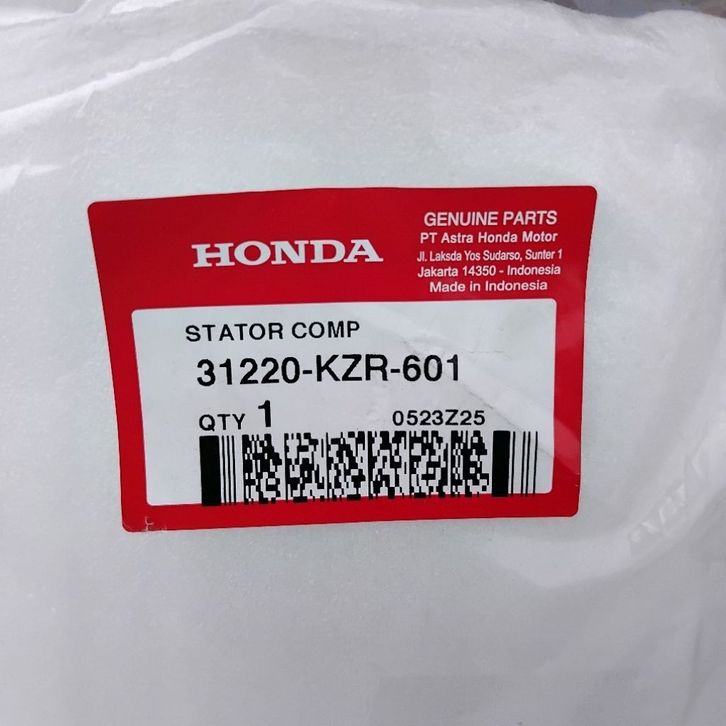 HONDA
GENUINE PARTS
PT Astra Honda Motor
Jl. Laksda Yos Sudarso, Sunter 1
Jakarta 14350 - Indonesia
Made in Indonesia
STATOR COMP
31220-KZR-601
QTY 1
0523Z25